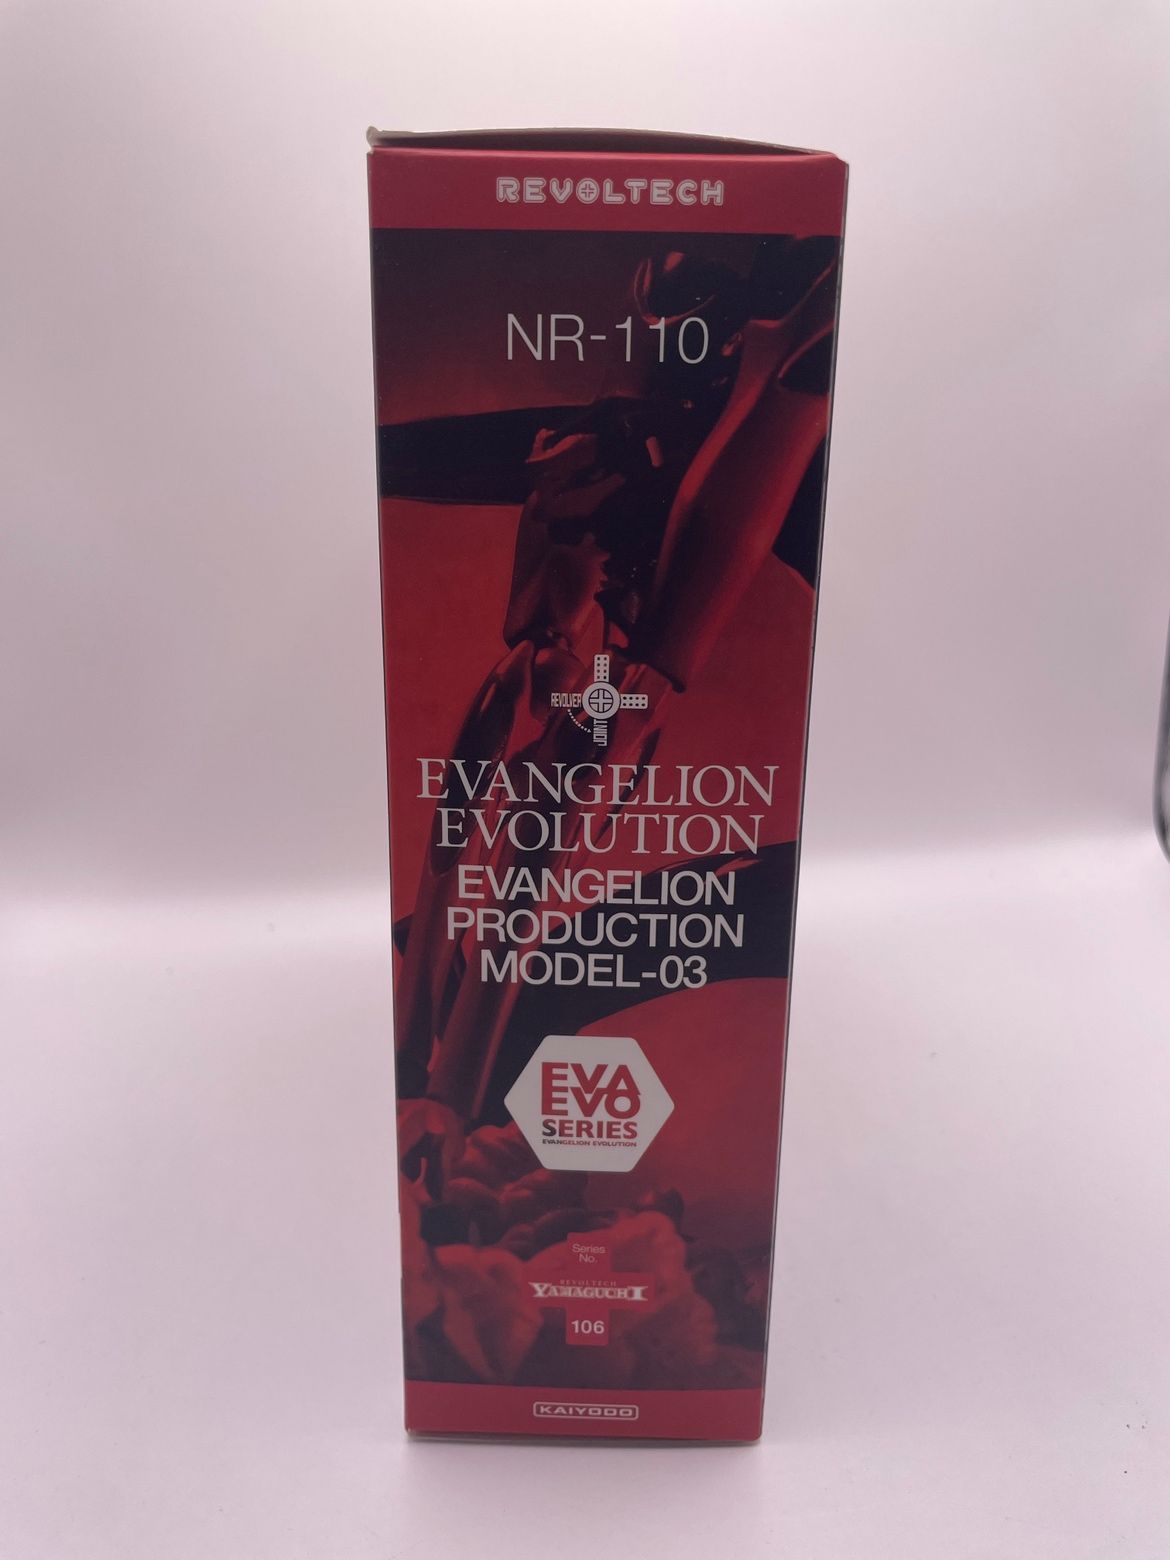 REVOLTECH
NR-110
REVOLVER
JOINT
EVANGELION
EVOLUTION
EVANGELION
PRODUCTION
MODEL-03
EVA
EVO
SERIES
EVANGELION EVOLUTION
Series
No.
REVOLTECH
YAMAGUCHI
106
KAIYODO